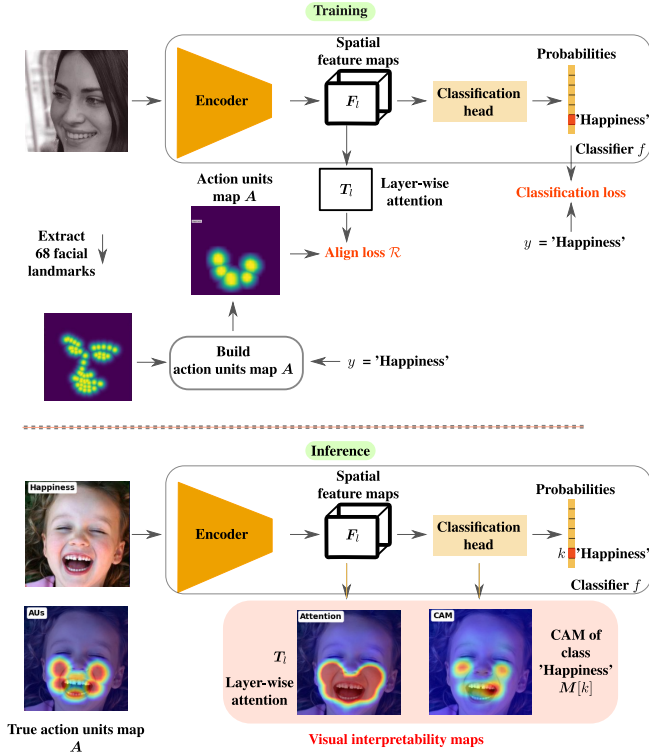 Training
Spatial
feature maps
Probabilities
Encoder
F_l
Classification
head
'Happiness'
Classifier f
Action units
map A
T_l
Layer-wise
attention
Classification loss
Extract
68 facial
landmarks
Align loss R
y = 'Happiness'
Build
action units map A
y = 'Happiness'
Inference
Spatial
feature maps
Probabilities
Happiness
Encoder
F_l
Classification
head
k 'Happiness'
Classifier f
AUs
Attention
CAM
T_l
Layer-wise
attention
CAM of
class
'Happiness'
M[k]
True action units map
A
Visual interpretability maps